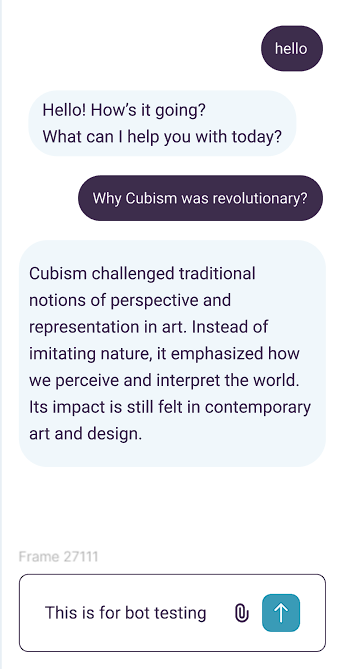 hello
Hello! How’s it going?
What can I help you with today?
Why Cubism was revolutionary?
Cubism challenged traditional
notions of perspective and
representation in art. Instead of
imitating nature, it emphasized how
we perceive and interpret the world.
Its impact is still felt in contemporary
art and design.
Frame 27111
This is for bot testing